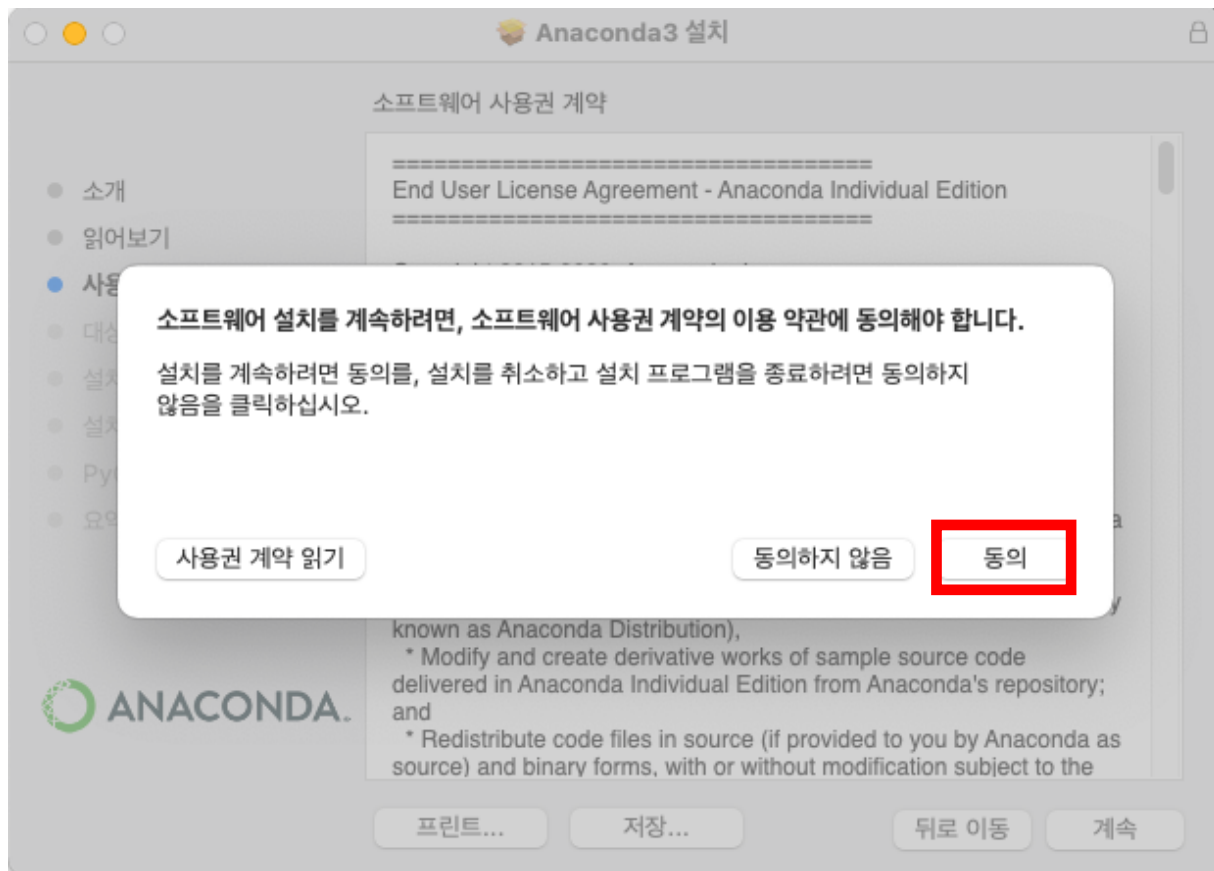 Anaconda3 설치
소프트웨어 사용권 계약
===================================
End User License Agreement - Anaconda Individual Edition
===================================
소개
읽어보기
소프트웨어 설치를 계속하려면, 소프트웨어 사용권 계약의 이용 약관에 동의해야 합니다.
설치를 계속하려면 동의를, 설치를 취소하고 설치 프로그램을 종료하려면 동의하지
않음을 클릭하십시오.
사용권 계약 읽기
동의하지 않음
동의
known as Anaconda Distribution),
* Modify and create derivative works of sample source code
delivered in Anaconda Individual Edition from Anaconda's repository;
and
* Redistribute code files in source (if provided to you by Anaconda as
source) and binary forms, with or without modification subject to the
ANACONDA.
프린트...
저장...
뒤로 이동
계속